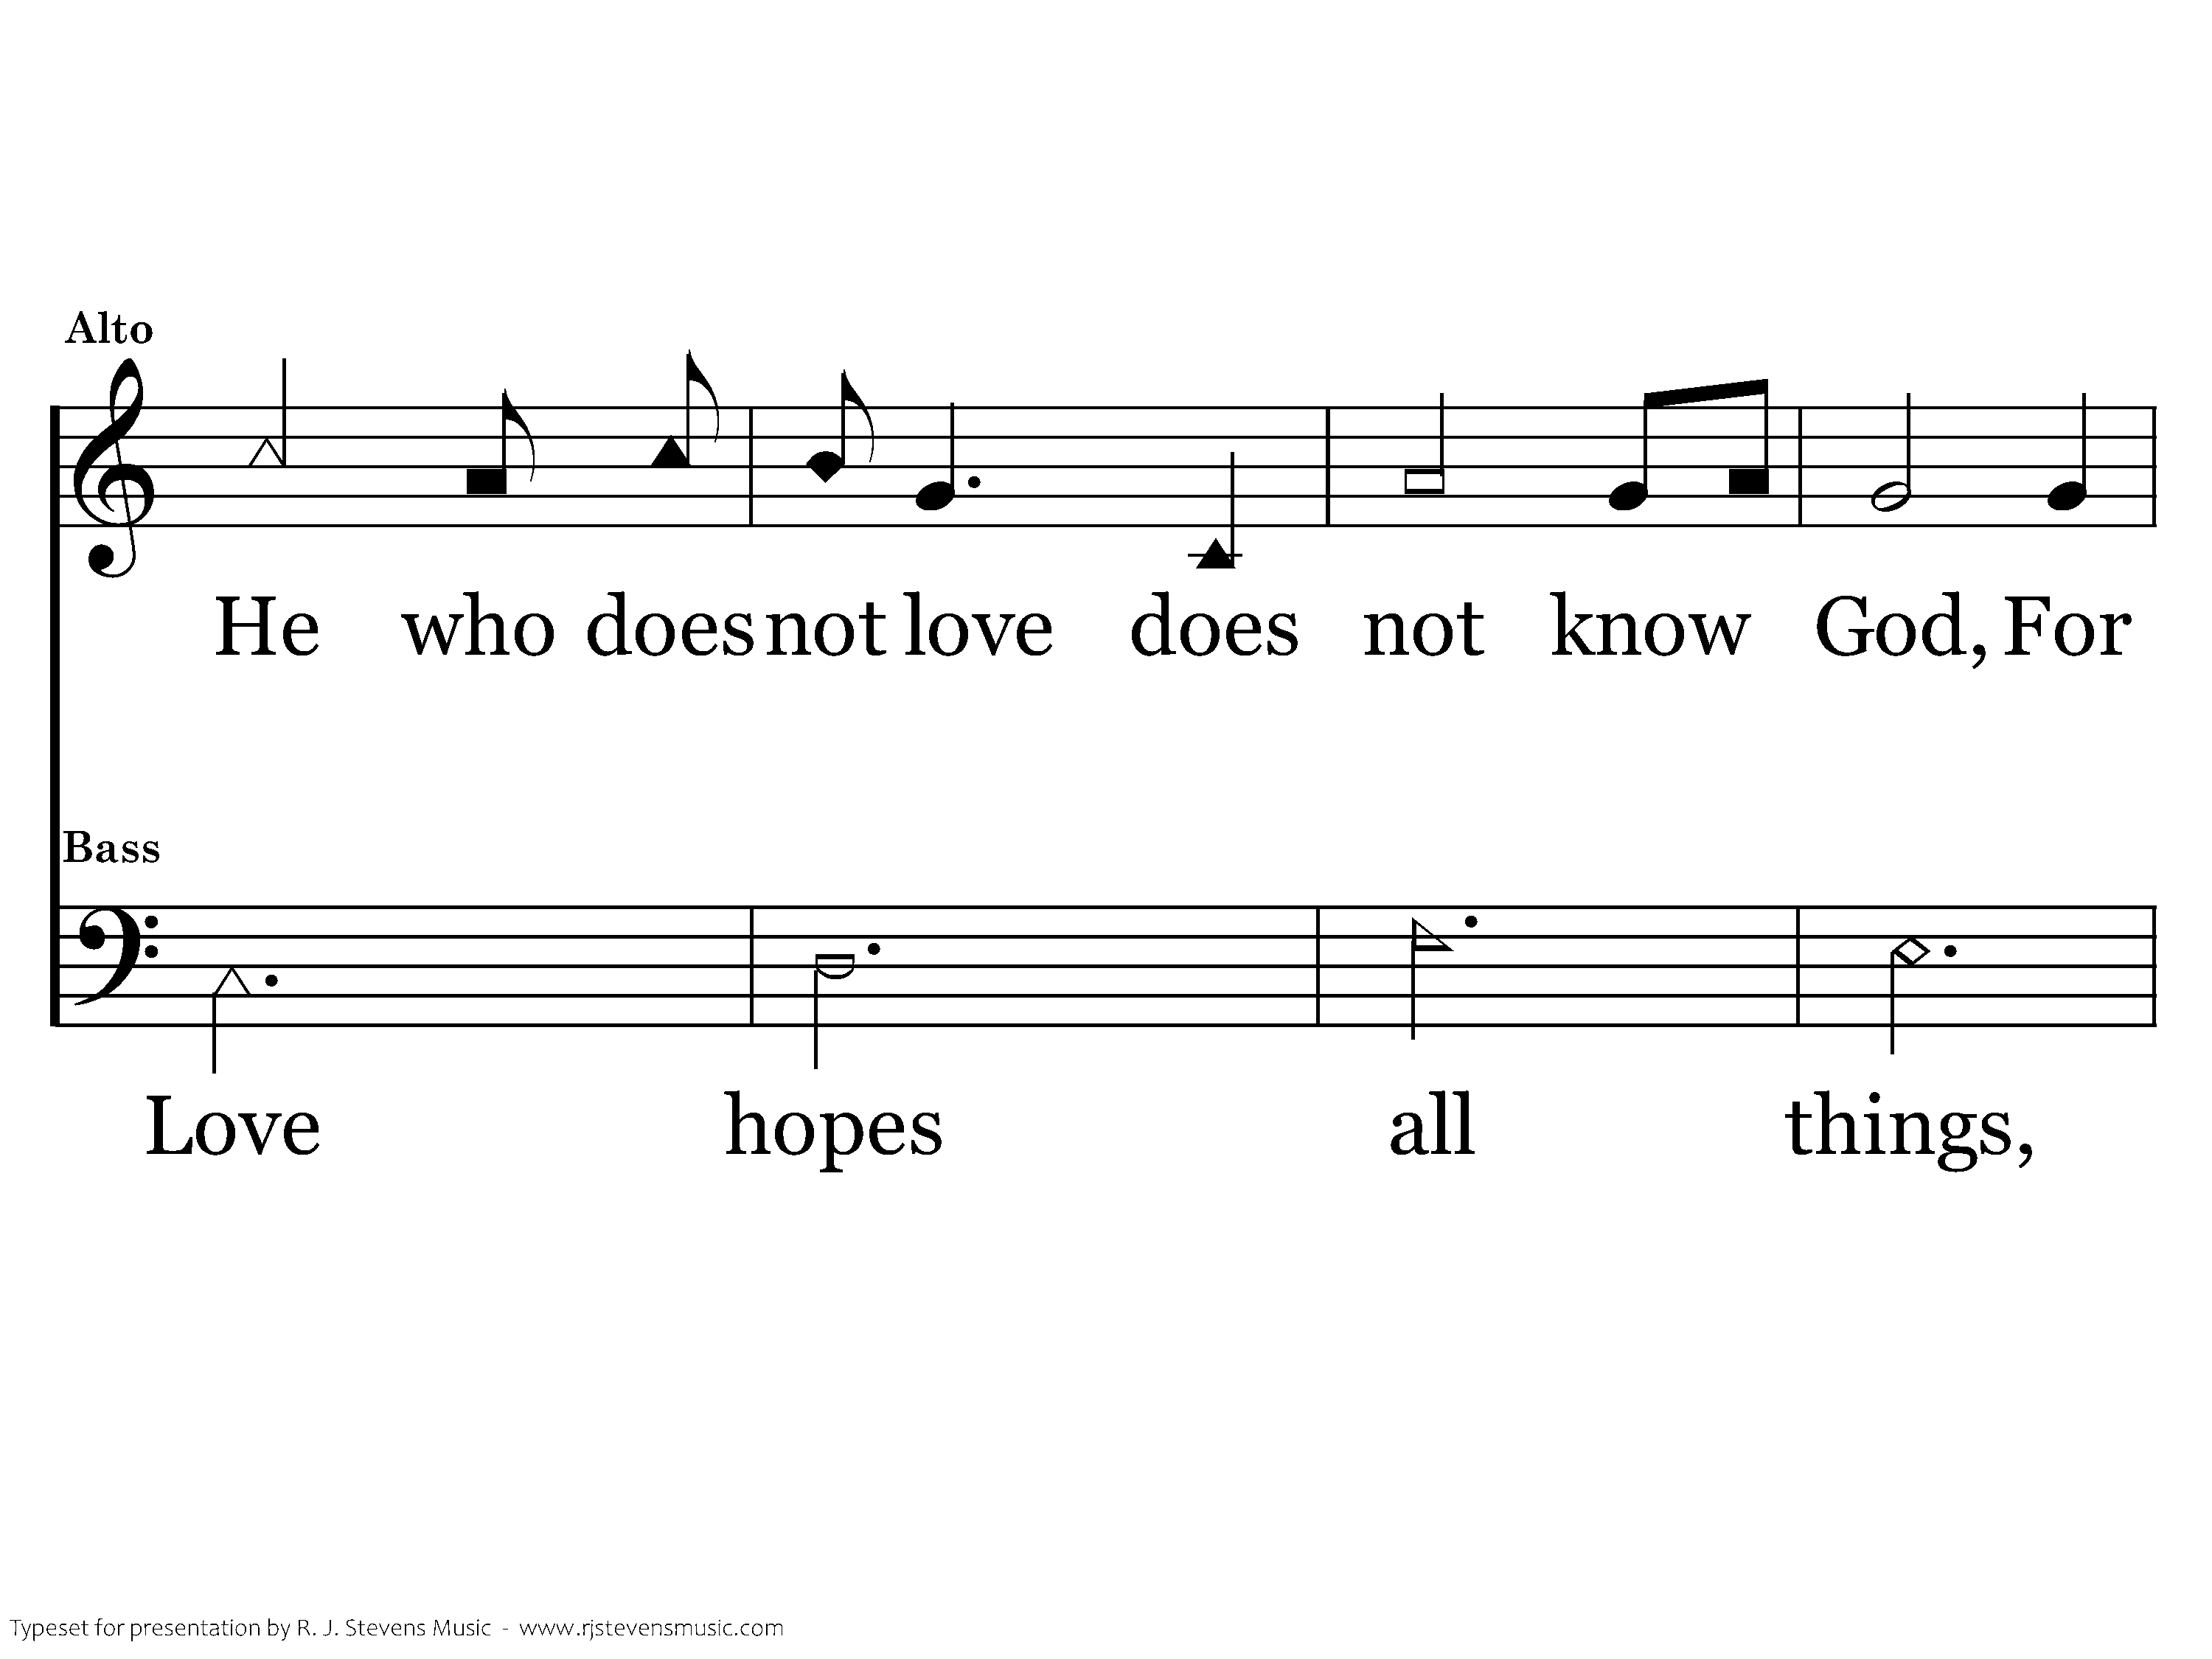 Alto
He who does not love does not know God, For
Bass
Love hopes all things,
Typeset for presentation by R. J. Stevens Music - www.rjstevensmusic.com